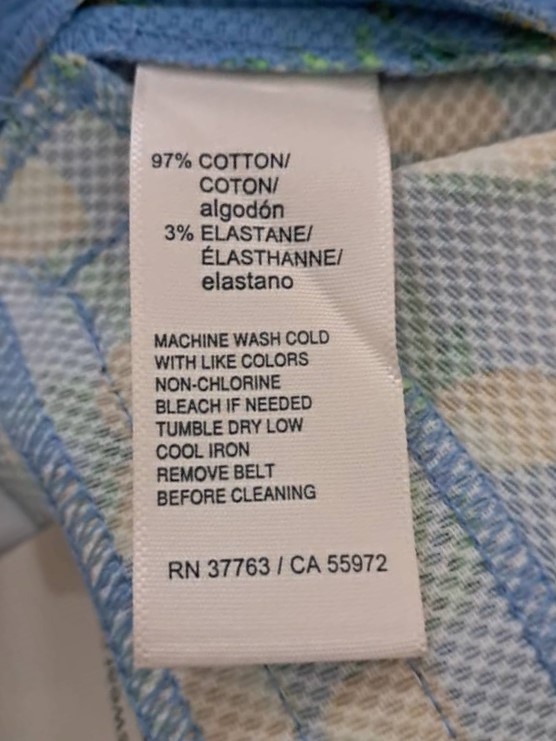 97% COTTON/
COTON/
algodón
3% ELASTANE/
ÉLASTHANNE/
elastano
MACHINE WASH COLD
WITH LIKE COLORS
NON-CHLORINE
BLEACH IF NEEDED
TUMBLE DRY LOW
COOL IRON
REMOVE BELT
BEFORE CLEANING
RN 37763 / CA 55972